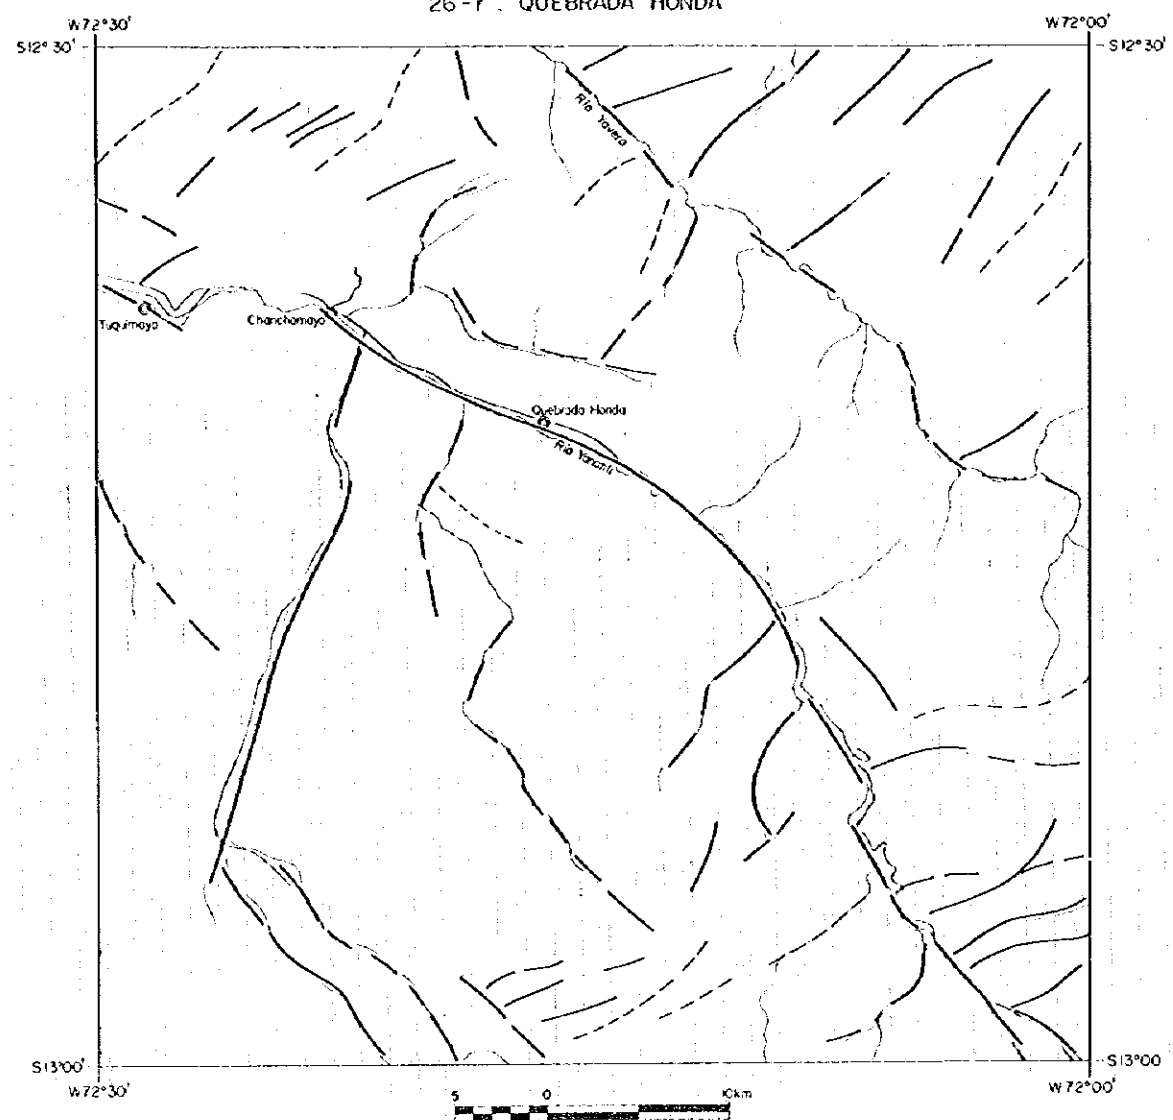 26-r . QUEBRADA HONDA
W72°30'
W72°00'
S12°30'
S12°30'
Río Yavero
Tuquimayo
Chanchamayo
Quebrada Honda
Río Yanatili
S13°00'
S13°00
W72°30'
W72°00'
5 0 10km